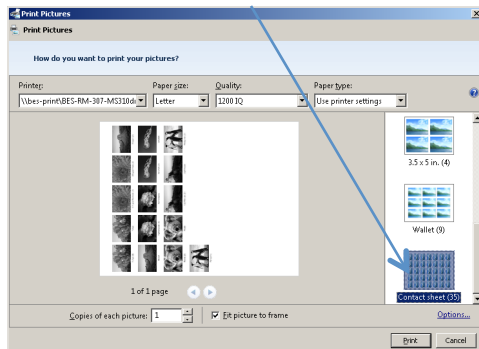 Print Pictures
Print Pictures
How do you want to print your pictures?
Printer: Paper size: Quality: Paper type:
\\bes-print\BES-RM-307-MS310d Letter 1200 IQ Use printer settings
3.5 x 5 in. (4)
Wallet (9)
Contact sheet (35)
1 of 1 page
Copies of each picture: 1 Fit picture to frame Options...
Print Cancel